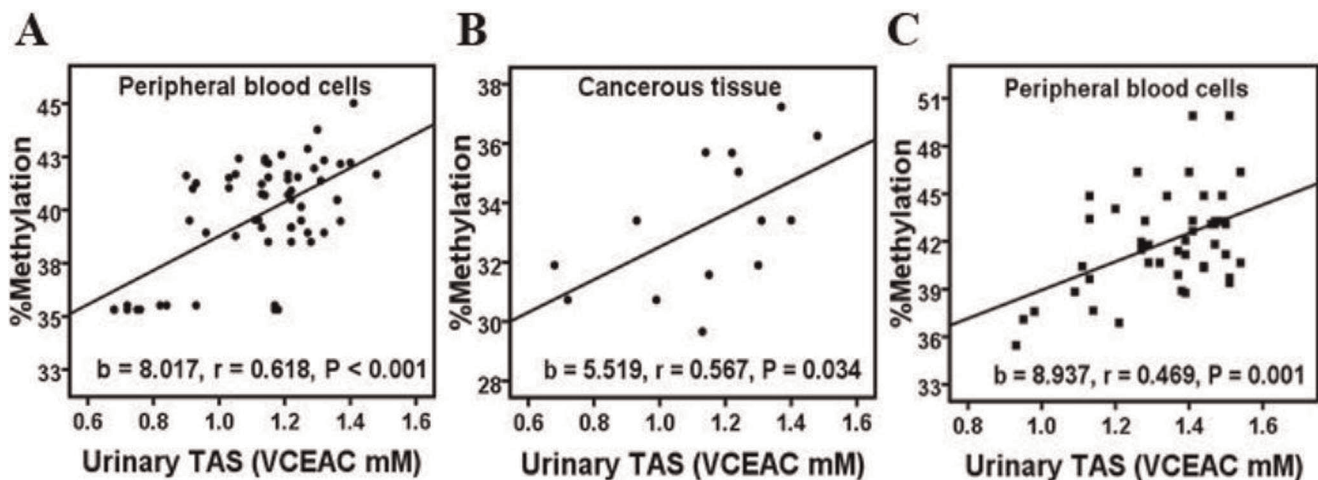 A
Peripheral blood cells
45
43
40
38
35
33
%Methylation
b = 8.017, r = 0.618, P < 0.001
0.6 0.8 1.0 1.2 1.4 1.6
Urinary TAS (VCEAC mM)
B
Cancerous tissue
38
36
34
32
30
28
%Methylation
b = 5.519, r = 0.567, P = 0.034
0.6 0.8 1.0 1.2 1.4 1.6
Urinary TAS (VCEAC mM)
C
Peripheral blood cells
51
48
45
42
39
36
33
%Methylation
b = 8.937, r = 0.469, P = 0.001
0.8 1.0 1.2 1.4 1.6
Urinary TAS (VCEAC mM)